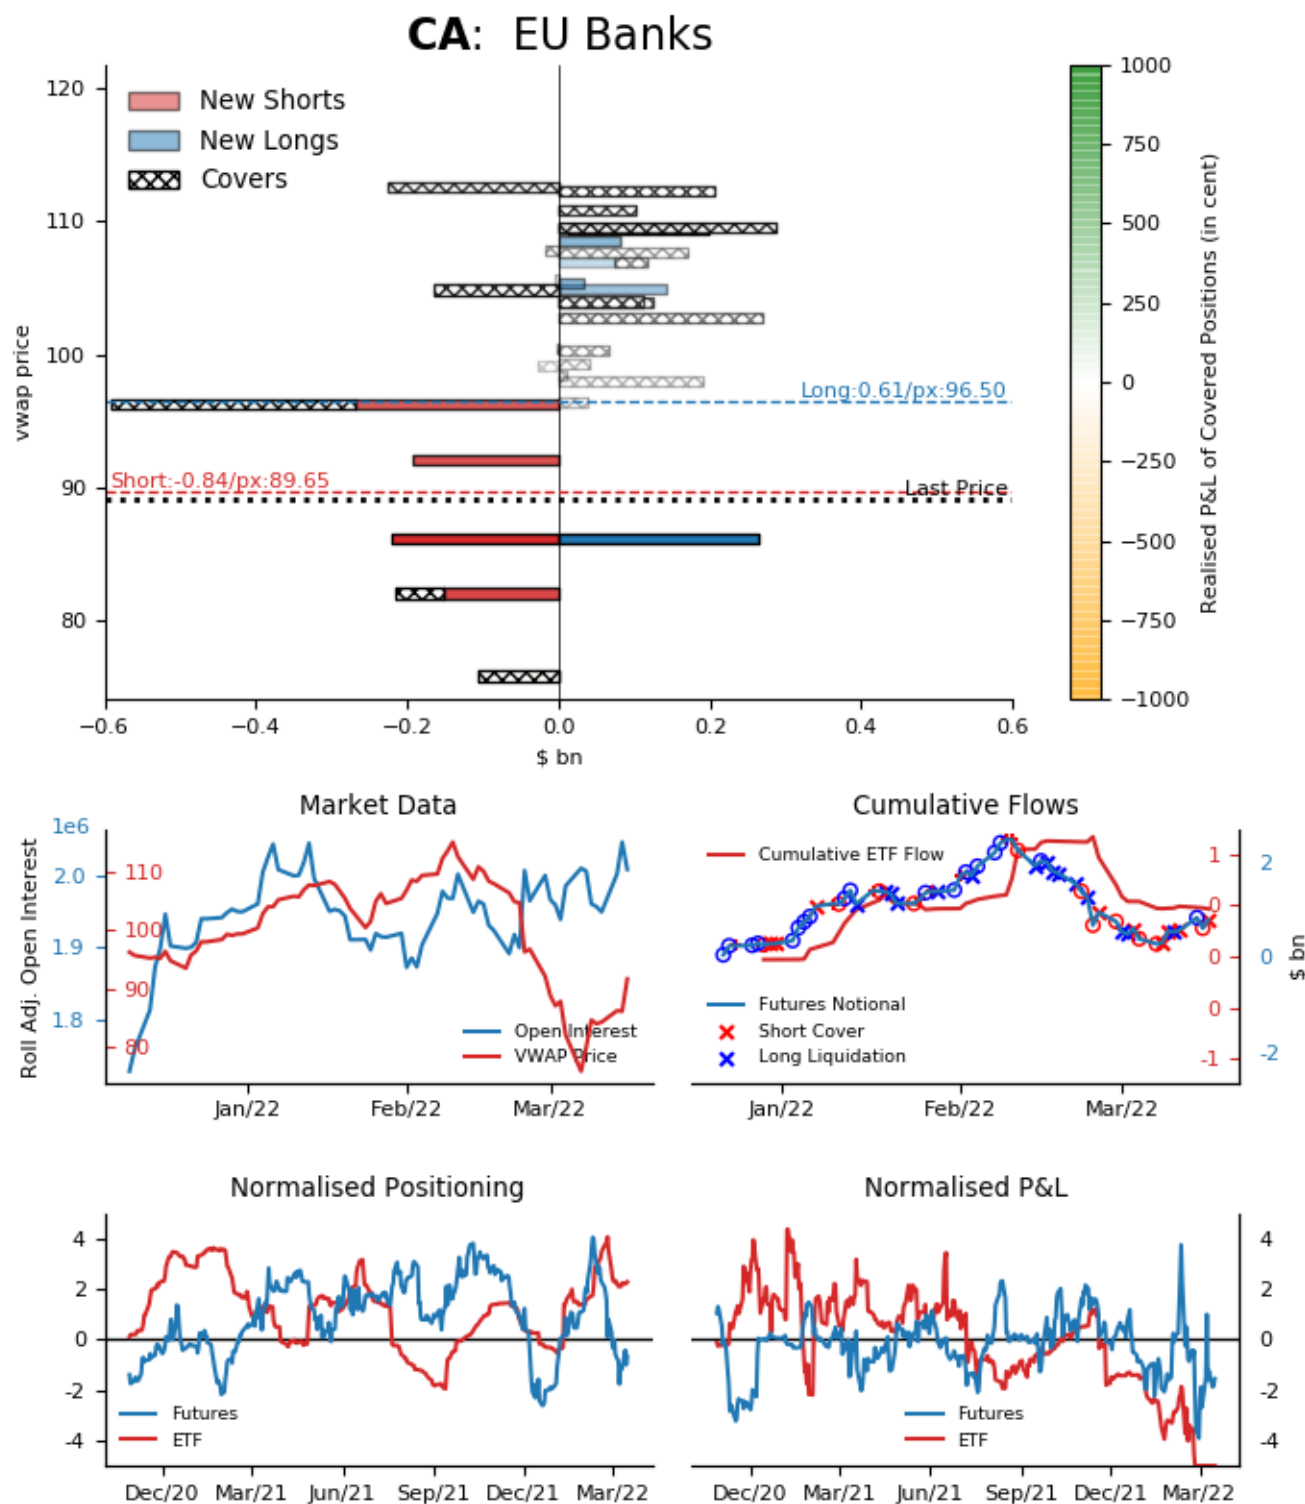 CA: EU Banks
120
110
100
90
80
vwap price
New Shorts
New Longs
Covers
Long:0.61/px:96.50
Short:-0.84/px:89.65
Last Price
−0.6
−0.4
−0.2
0.0
0.2
0.4
0.6
$ bn
1000
750
500
250
0
−250
−500
−750
−1000
Realised P&L of Covered Positions (in cent)
Market Data
1e6
2.0
1.9
1.8
Roll Adj. Open Interest
110
100
90
80
Open Interest
VWAP Price
Jan/22
Feb/22
Mar/22
Cumulative Flows
Cumulative ETF Flow
Futures Notional
Short Cover
Long Liquidation
1
0
0
0
-1
2
0
-2
$ bn
Jan/22
Feb/22
Mar/22
Normalised Positioning
4
2
0
-2
-4
Futures
ETF
Dec/20
Mar/21
Jun/21
Sep/21
Dec/21
Mar/22
Normalised P&L
4
2
0
-2
-4
Futures
ETF
Dec/20
Mar/21
Jun/21
Sep/21
Dec/21
Mar/22